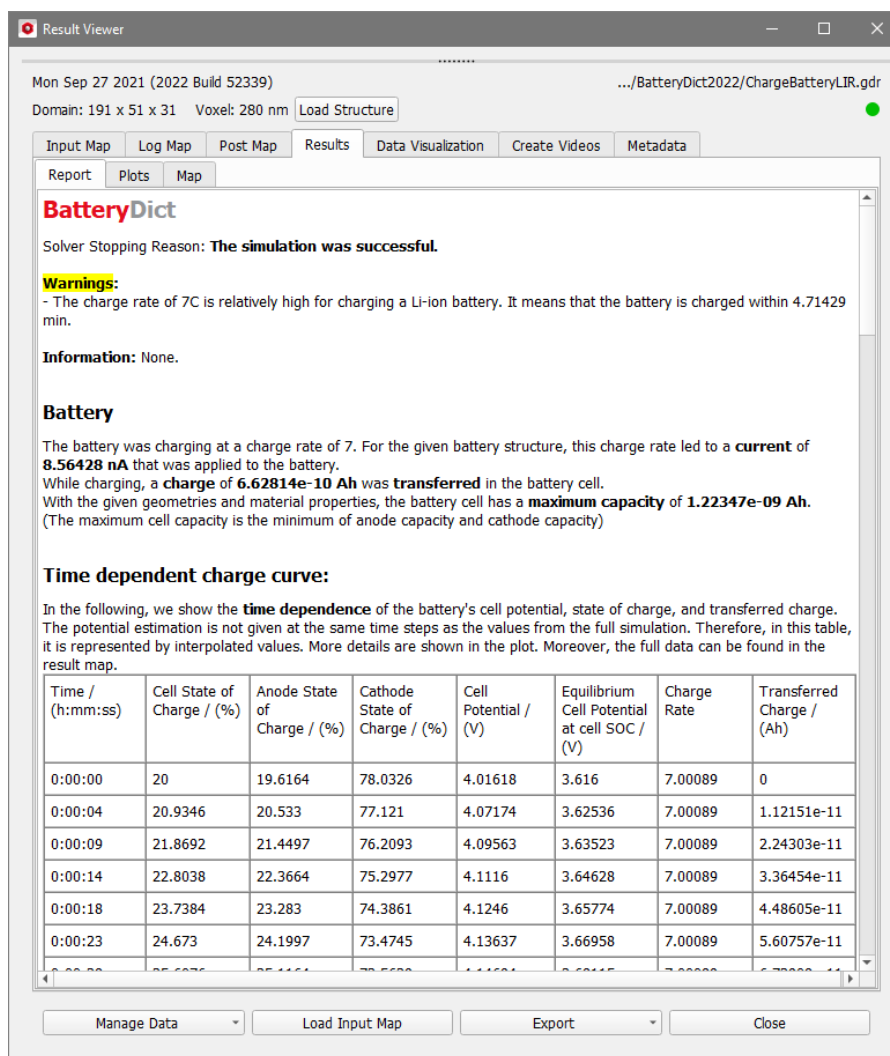 Result Viewer
Mon Sep 27 2021 (2022 Build 52339) .../BatteryDict2022/ChargeBatteryLIR.gdr
Domain: 191 x 51 x 31 Voxel: 280 nm Load Structure
Input Map Log Map Post Map Results Data Visualization Create Videos Metadata
Report Plots Map
BatteryDict
Solver Stopping Reason: The simulation was successful.
Warnings:
- The charge rate of 7C is relatively high for charging a Li-ion battery. It means that the battery is charged within 4.71429
min.
Information: None.
Battery
The battery was charging at a charge rate of 7. For the given battery structure, this charge rate led to a current of
8.56428 nA that was applied to the battery.
While charging, a charge of 6.62814e-10 Ah was transferred in the battery cell.
With the given geometries and material properties, the battery cell has a maximum capacity of 1.22347e-09 Ah.
(The maximum cell capacity is the minimum of anode capacity and cathode capacity)
Time dependent charge curve:
In the following, we show the time dependence of the battery's cell potential, state of charge, and transferred charge.
The potential estimation is not given at the same time steps as the values from the full simulation. Therefore, in this table,
it is represented by interpolated values. More details are shown in the plot. Moreover, the full data can be found in the
result map.
Time / Cell State of Anode State Cathode Cell Equilibrium Charge Transferred
(h:mm:ss) Charge / (%) of State of Potential / Cell Potential Rate Charge /
Charge / (%) Charge / (%) (V) at cell SOC / (Ah)
(V)
0:00:00 20 19.6164 78.0326 4.01618 3.616 7.00089 0
0:00:04 20.9346 20.533 77.121 4.07174 3.62536 7.00089 1.12151e-11
0:00:09 21.8692 21.4497 76.2093 4.09563 3.63523 7.00089 2.24303e-11
0:00:14 22.8038 22.3664 75.2977 4.1116 3.64628 7.00089 3.36454e-11
0:00:18 23.7384 23.283 74.3861 4.1246 3.65774 7.00089 4.48605e-11
0:00:23 24.673 24.1997 73.4745 4.13637 3.66958 7.00089 5.60757e-11
Manage Data Load Input Map Export Close